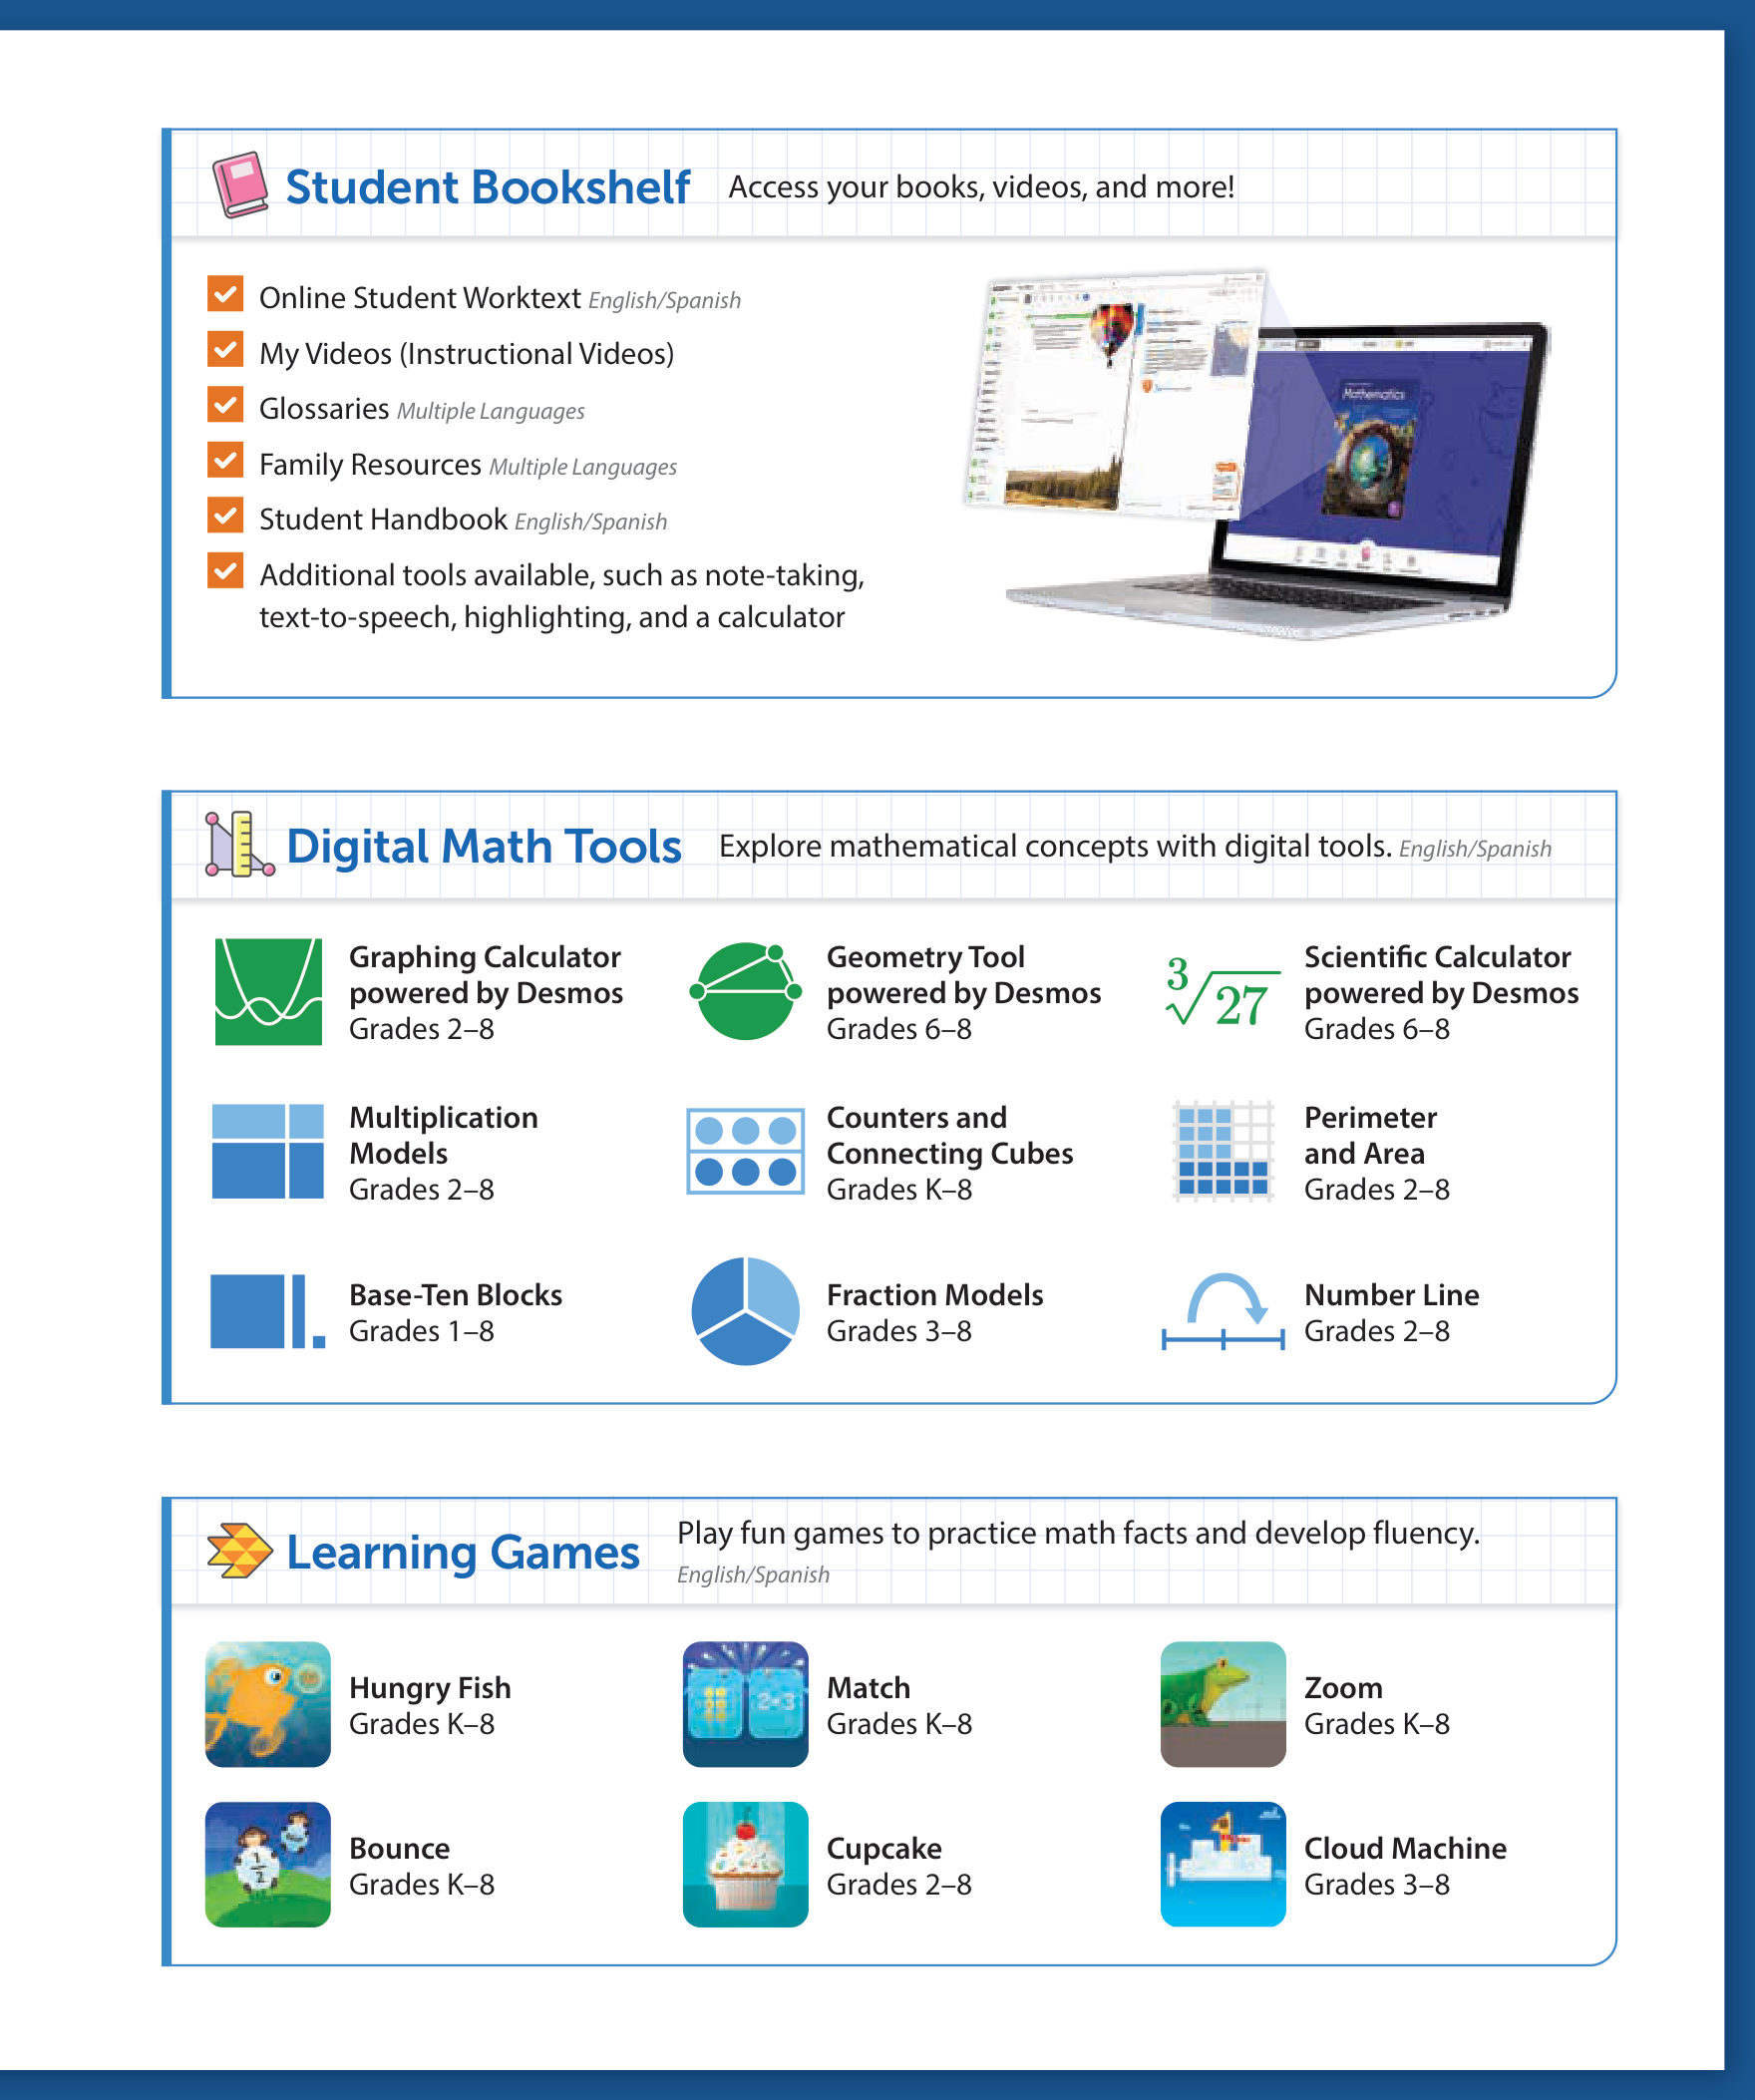 Student Bookshelf Access your books, videos, and more!
Online Student Worktext English/Spanish
My Videos (Instructional Videos)
Glossaries Multiple Languages
Family Resources Multiple Languages
Student Handbook English/Spanish
Additional tools available, such as note-taking,
text-to-speech, highlighting, and a calculator
Mathematics
Digital Math Tools Explore mathematical concepts with digital tools. English/Spanish
Graphing Calculator
powered by Desmos
Grades 2–8
Geometry Tool
powered by Desmos
Grades 6–8
3√27
Scientific Calculator
powered by Desmos
Grades 6–8
Multiplication
Models
Grades 2–8
Counters and
Connecting Cubes
Grades K–8
Perimeter
and Area
Grades 2–8
Base-Ten Blocks
Grades 1–8
Fraction Models
Grades 3–8
Number Line
Grades 2–8
Learning Games Play fun games to practice math facts and develop fluency.
English/Spanish
Hungry Fish
Grades K–8
Match
Grades K–8
Zoom
Grades K–8
Bounce
Grades K–8
Cupcake
Grades 2–8
Cloud Machine
Grades 3–8